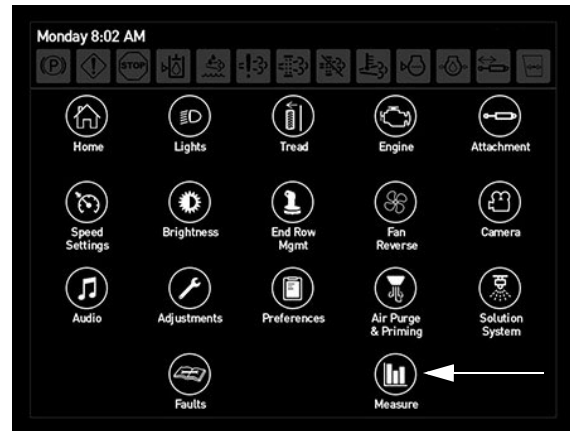 Monday 8:02 AM
(P) STOP
Home Lights Tread Engine Attachment
Speed Brightness End Row Fan Camera
Settings Mgmt Reverse
Audio Adjustments Preferences Air Purge Solution
& Priming System
Faults Measure